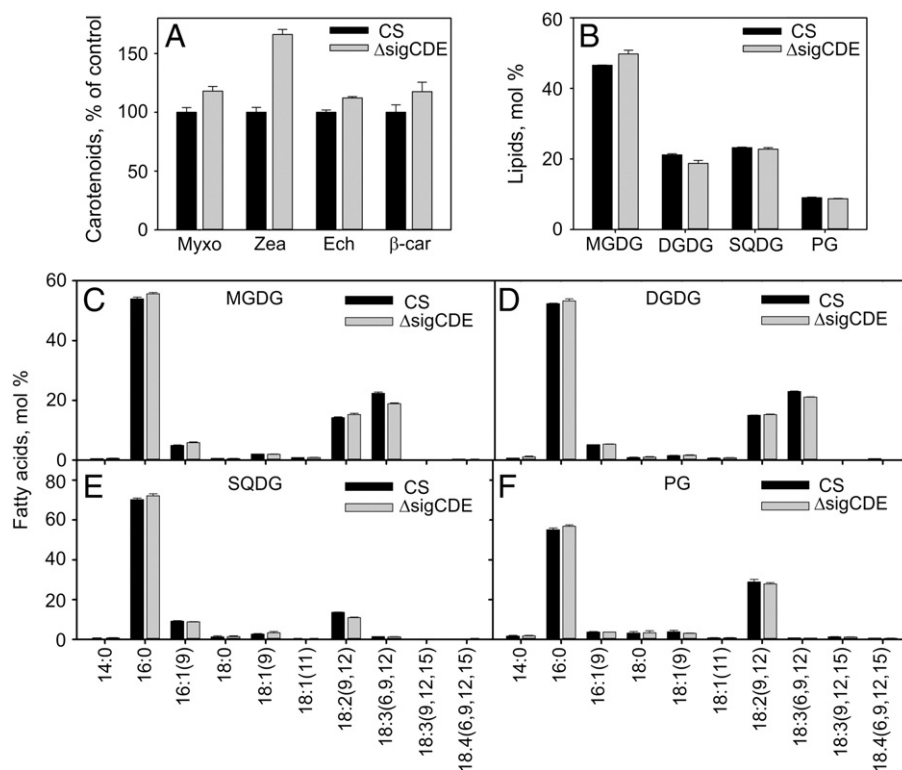 A
CS
ΔsigCDE
Carotenoids, % of control
150
100
50
0
Myxo Zea Ech β-car
B
CS
ΔsigCDE
Lipids, mol %
60
40
20
0
MGDG DGDG SQDG PG
C
MGDG
CS
ΔsigCDE
D
DGDG
CS
ΔsigCDE
Fatty acids, mol %
60
40
20
0
E
SQDG
CS
ΔsigCDE
F
PG
CS
ΔsigCDE
80
60
40
20
0
14:0
16:0
16:1(9)
18:0
18:1(9)
18:1(11)
18:2(9,12)
18:3(6,9,12)
18:3(9,12,15)
18.4(6,9,12,15)
14:0
16:0
16:1(9)
18:0
18:1(9)
18:1(11)
18:2(9,12)
18:3(6,9,12)
18:3(9,12,15)
18.4(6,9,12,15)